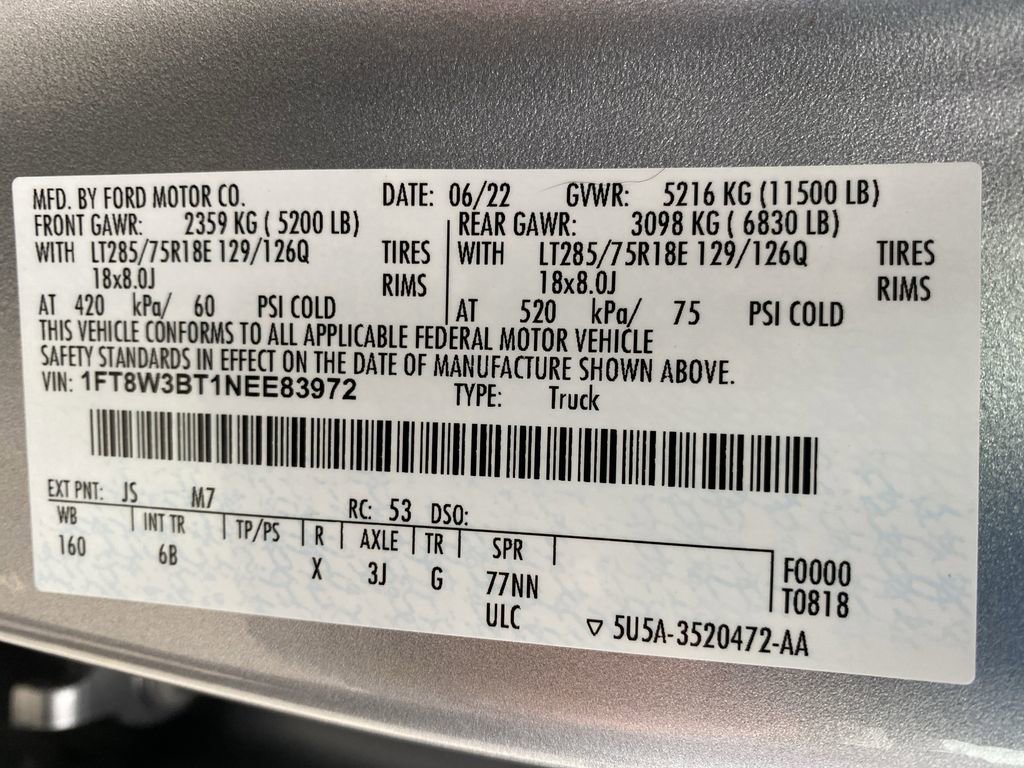 MFD. BY FORD MOTOR CO. DATE: 06/22 GVWR: 5216 KG (11500 LB)
FRONT GAWR: 2359 KG ( 5200 LB) REAR GAWR: 3098 KG ( 6830 LB)
WITH LT285/75R18E 129/126Q TIRES WITH LT285/75R18E 129/126Q TIRES
18x8.0J RIMS 18x8.0J RIMS
AT 420 kPa/ 60 PSI COLD AT 520 kPa/ 75 PSI COLD
THIS VEHICLE CONFORMS TO ALL APPLICABLE FEDERAL MOTOR VEHICLE
SAFETY STANDARDS IN EFFECT ON THE DATE OF MANUFACTURE SHOWN ABOVE.
VIN: 1FT8W3BT1NEE83972 TYPE: Truck
EXT PNT: JS M7 RC: 53 DSO:
WB INT TR TP/PS R AXLE TR SPR
160 6B X 3J G 77NN F0000
ULC T0818
▽ 5U5A-3520472-AA